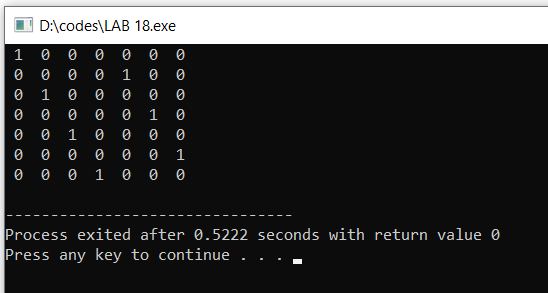 D:\codes\LAB 18.exe
1 0 0 0 0 0 0
0 0 0 0 1 0 0
0 1 0 0 0 0 0
0 0 0 0 0 1 0
0 0 1 0 0 0 0
0 0 0 0 0 0 1
0 0 0 1 0 0 0
--------------------------------
Process exited after 0.5222 seconds with return value 0
Press any key to continue . . .